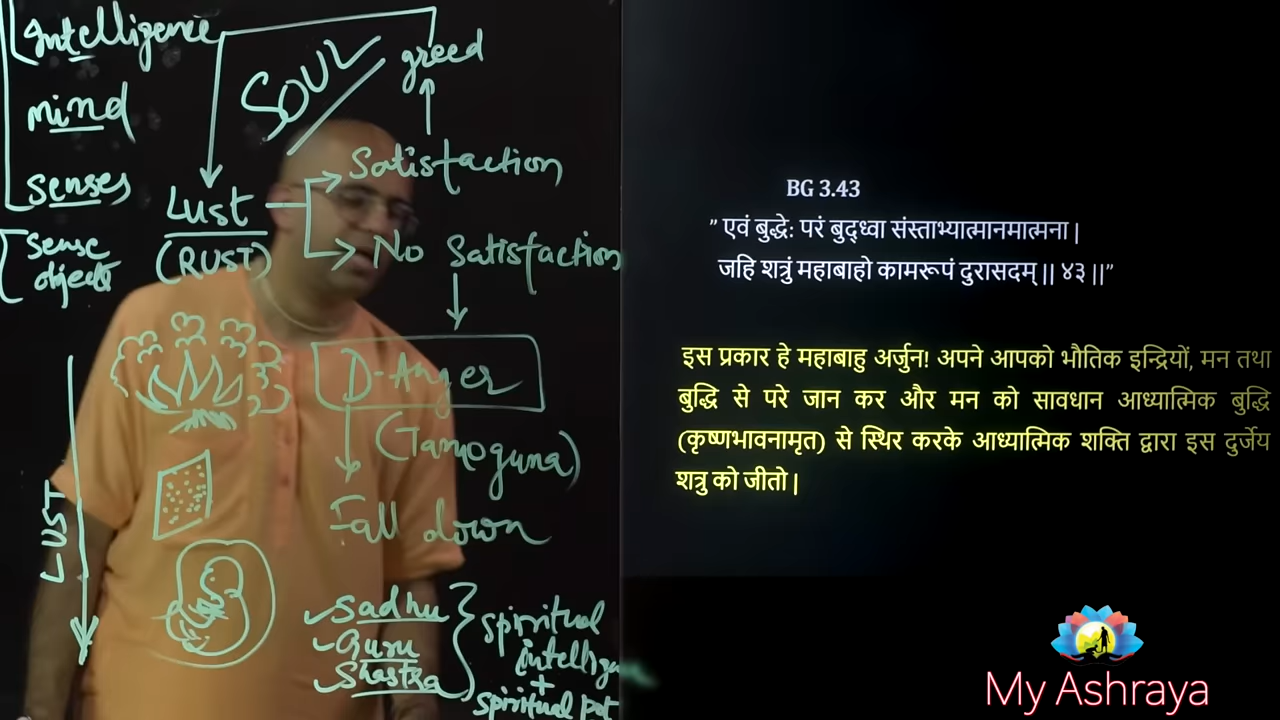 Intelligence
mind
Senses
Sense
objects
SOUL
greed
Satisfaction
Lust
(RUST)
No Satisfaction
D-Anger
(Tamoguna)
Fall down
LUST
Sadhu
Guru
Shastra
spiritual
+
spiritual
BG 3.43
” एवं बुद्धे: परं बुद्ध्वा संस्ताभ्यात्मानमात्मना |
जहि शत्रुं महाबाहो कामरूपं दुरासदम् || ४३ ||”
इस प्रकार हे महाबाहु अर्जुन! अपने आपको भौतिक इन्द्रियों, मन तथा
बुद्धि से परे जान कर और मन को सावधान आध्यात्मिक बुद्धि
(कृष्णभावनामृत) से स्थिर करके आध्यात्मिक शक्ति द्वारा इस दुर्जेय
शत्रु को जीतो |
My Ashraya